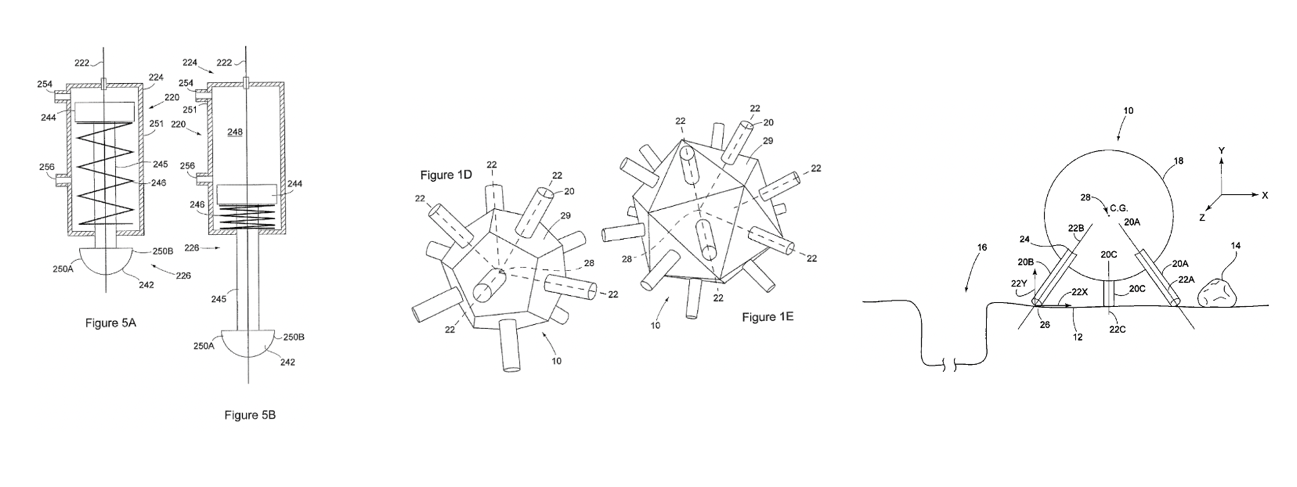 222
224
254
220
244
251
245
256
246
250A
250B
226
242
Figure 5A
224
222
254
251
220
248
256
244
246
226
245
250A
250B
242
Figure 5B
Figure 1D
22
22
22
20
29
28
22
22
10
22
22
20
29
22
22
28
22
22
10
Figure 1E
10
18
Y
X
Z
28
C.G.
22B
20A
24
20B
20C
20A
22A
14
16
22Y
22X
20C
26
12
22C